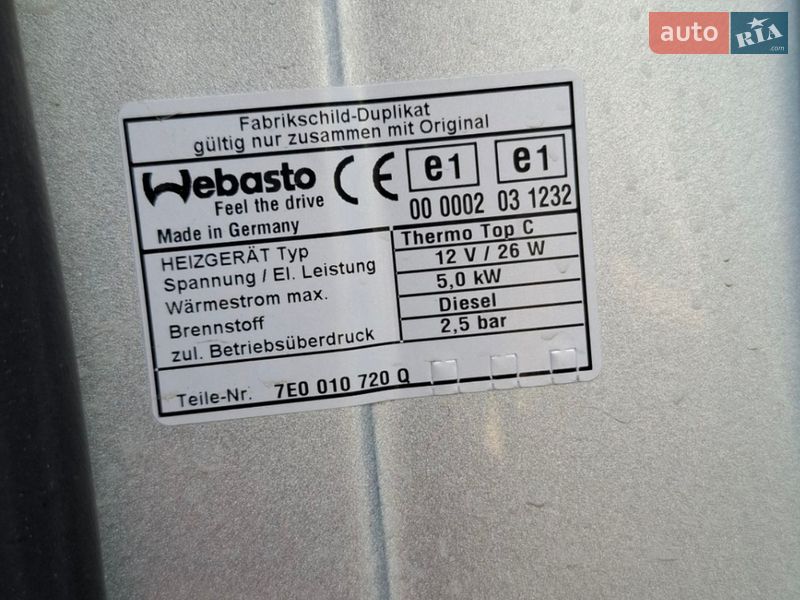 auto RIA .com
Fabrikschild-Duplikat
gültig nur zusammen mit Original
Webasto CE e1 e1
Feel the drive 00 0002 03 1232
Made in Germany
HEIZGERÄT Typ Thermo Top C
Spannung / El. Leistung 12 V / 26 W
Wärmestrom max. 5,0 kW
Brennstoff Diesel
zul. Betriebsüberdruck 2,5 bar
Teile-Nr. 7E0 010 720 Q